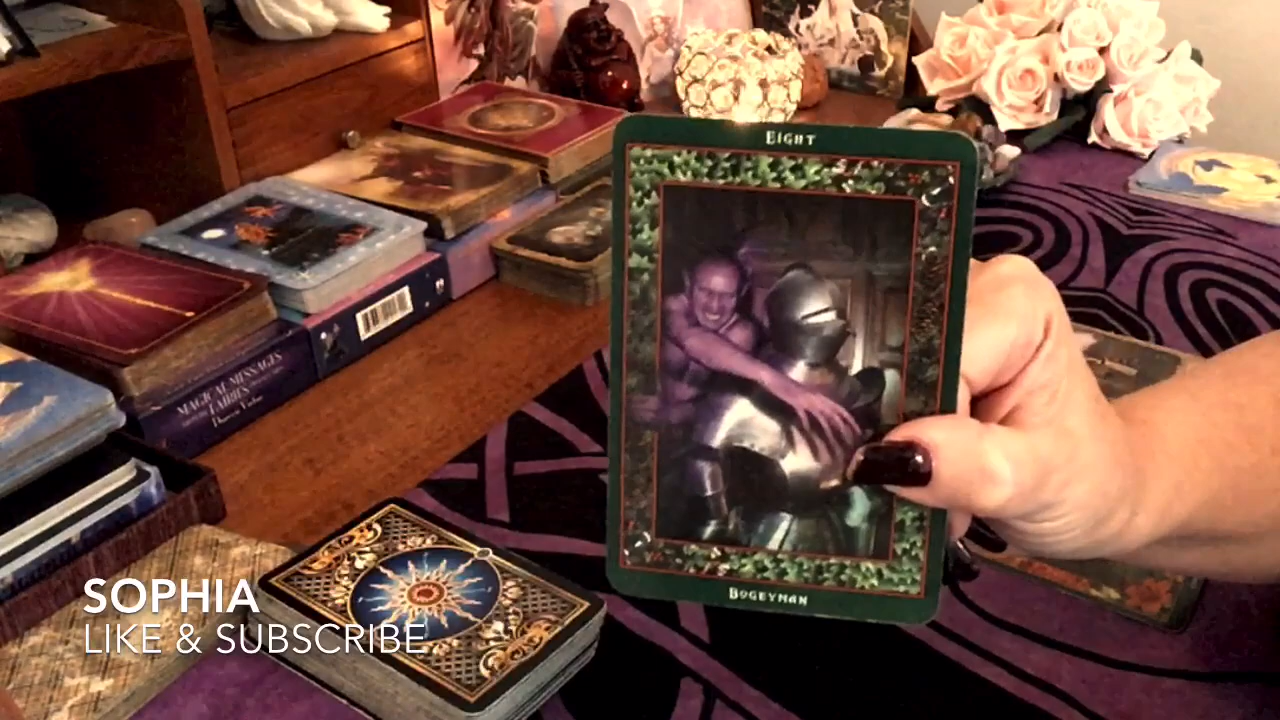 EIGHT
BOGEYMAN
MAGICAL MESSAGES
FAIRIES
SOPHIA
LIKE & SUBSCRIBE